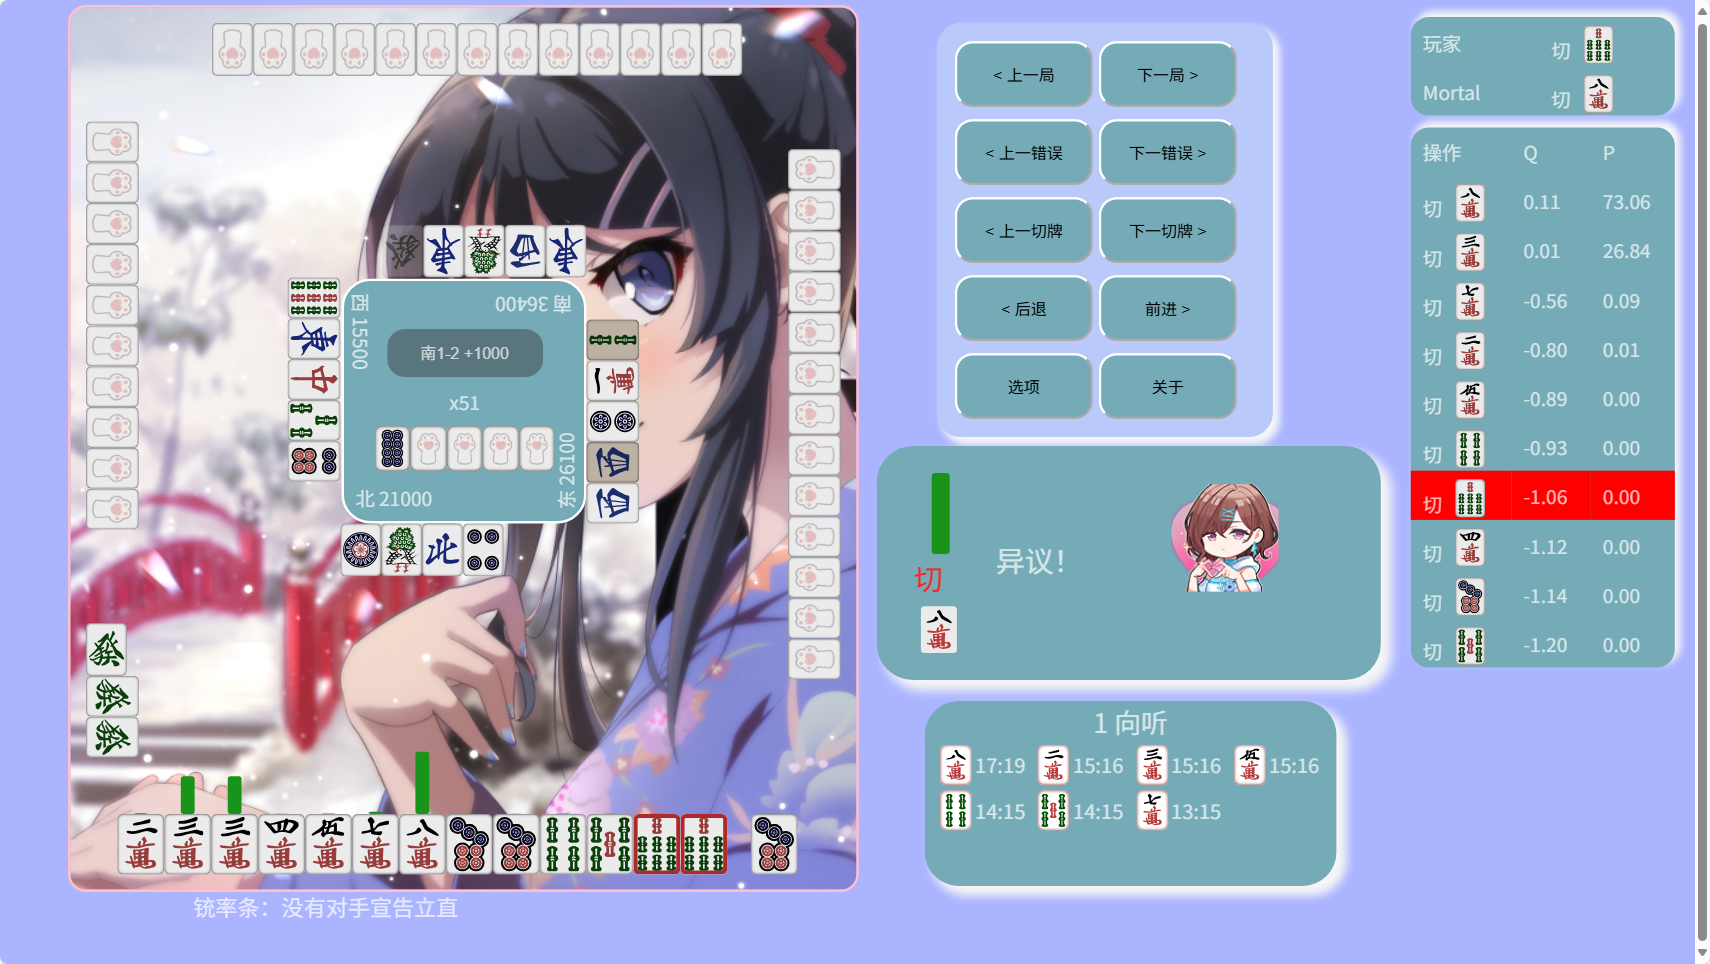 南 36400
西 15500
南1-2 +1000
x51
北 21000
东 26100
铳率条：没有对手宣告立直
< 上一局
下一局 >
< 上一错误
下一错误 >
< 上一切牌
下一切牌 >
< 后退
前进 >
选项
关于
切
异议！
1 向听
17:19
15:16
15:16
15:16
14:15
14:15
13:15
玩家 切
Mortal 切
操作 Q P
切 0.11 73.06
切 0.01 26.84
切 -0.56 0.09
切 -0.80 0.01
切 -0.89 0.00
切 -0.93 0.00
切 -1.06 0.00
切 -1.12 0.00
切 -1.14 0.00
切 -1.20 0.00